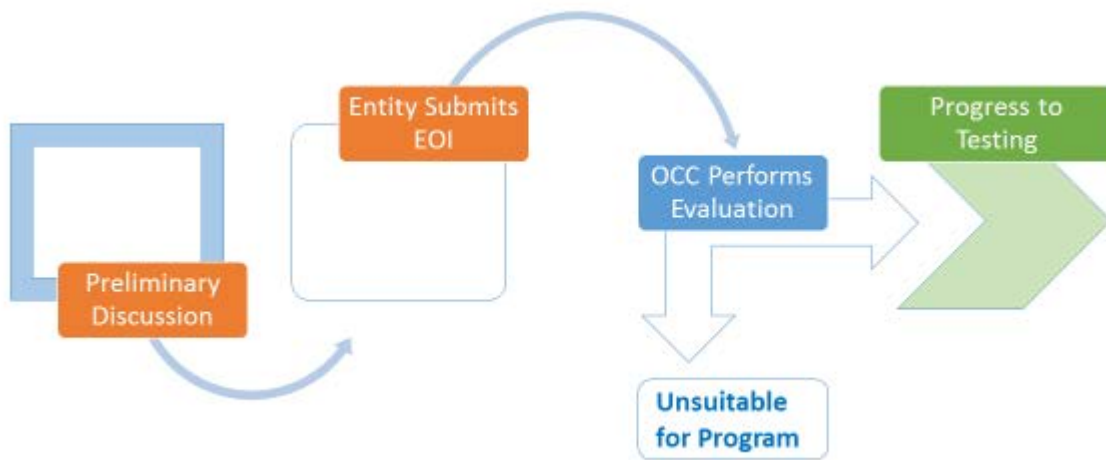 Preliminary
Discussion
Entity Submits
EOI
OCC Performs
Evaluation
Progress to
Testing
Unsuitable
for Program